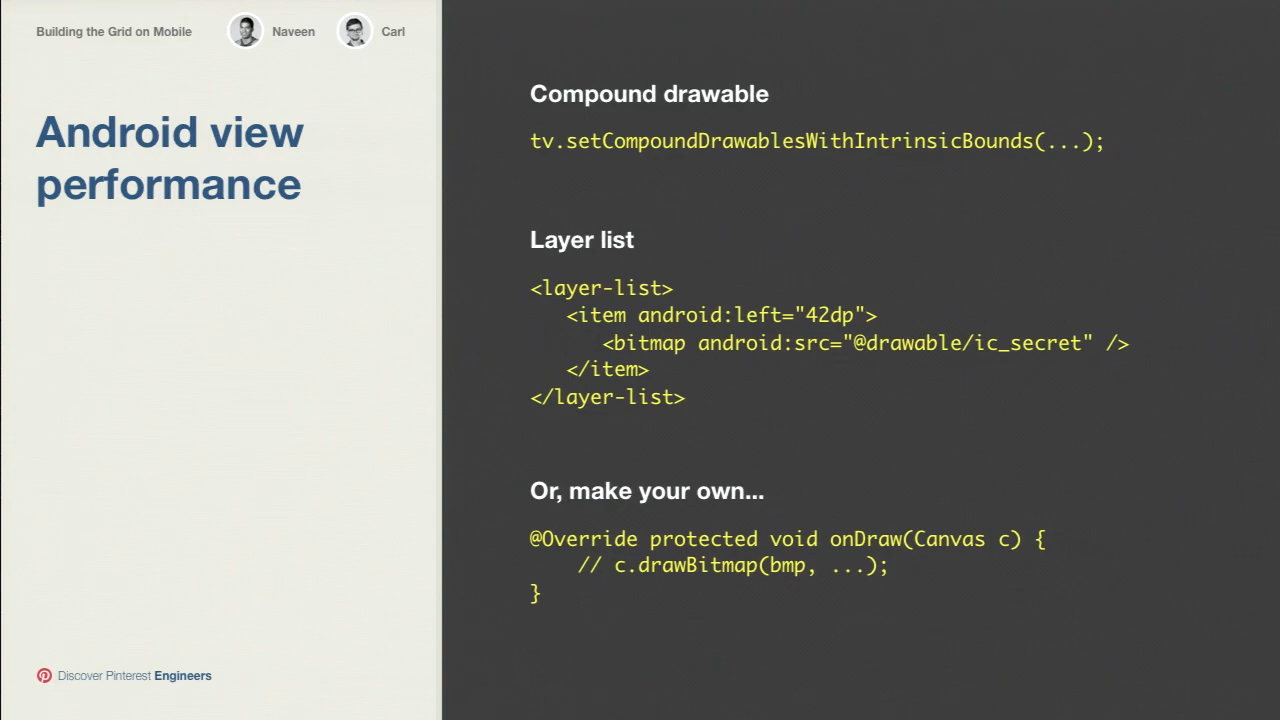 Building the Grid on Mobile Naveen Carl
Android view
performance
Discover Pinterest Engineers
Compound drawable
tv.setCompoundDrawablesWithIntrinsicBounds(...);
Layer list
<layer-list>
   <item android:left="42dp">
      <bitmap android:src="@drawable/ic_secret" />
   </item>
</layer-list>
Or, make your own...
@Override protected void onDraw(Canvas c) {
    // c.drawBitmap(bmp, ...);
}